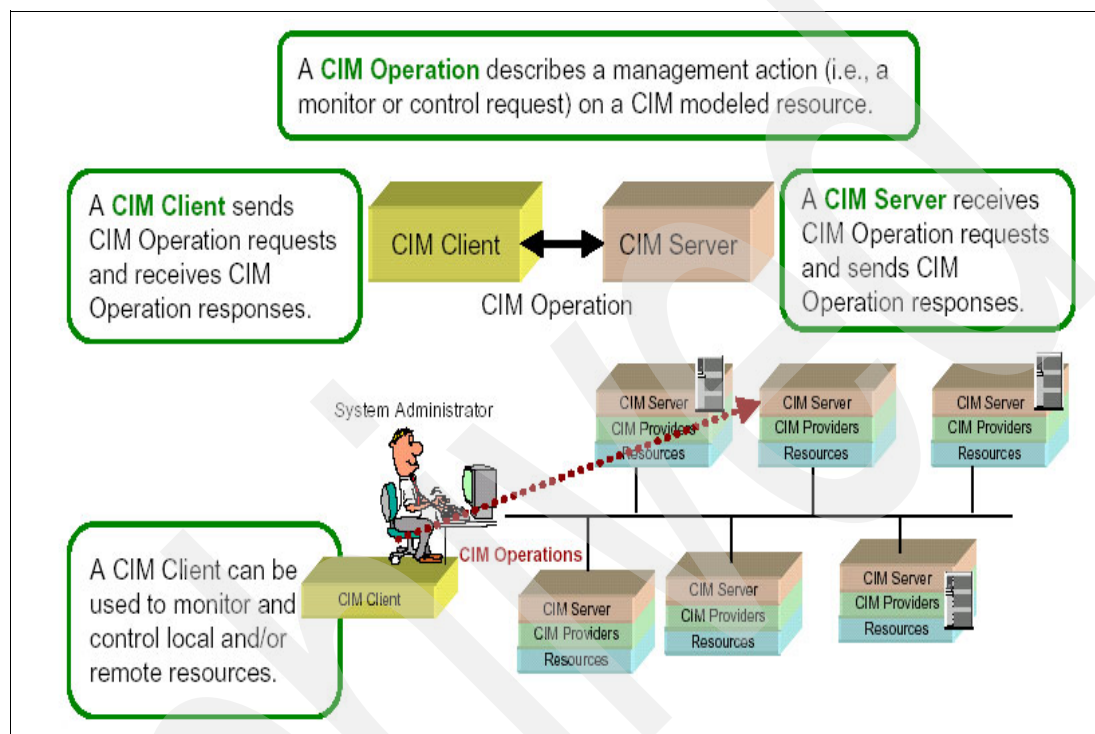 A CIM Operation describes a management action (i.e., a
monitor or control request) on a CIM modeled resource.
A CIM Client sends
CIM Operation requests
and receives CIM
Operation responses.
CIM Client
CIM Server
CIM Operation
A CIM Server receives
CIM Operation requests
and sends CIM
Operation responses.
System Administrator
CIM Server
CIM Providers
Resources
CIM Server
CIM Providers
Resources
CIM Server
CIM Providers
Resources
CIM Operations
A CIM Client can be
used to monitor and
control local and/or
remote resources.
CIM Client
CIM Server
CIM Providers
Resources
CIM Server
CIM Providers
Resources
CIM Server
CIM Providers
Resources